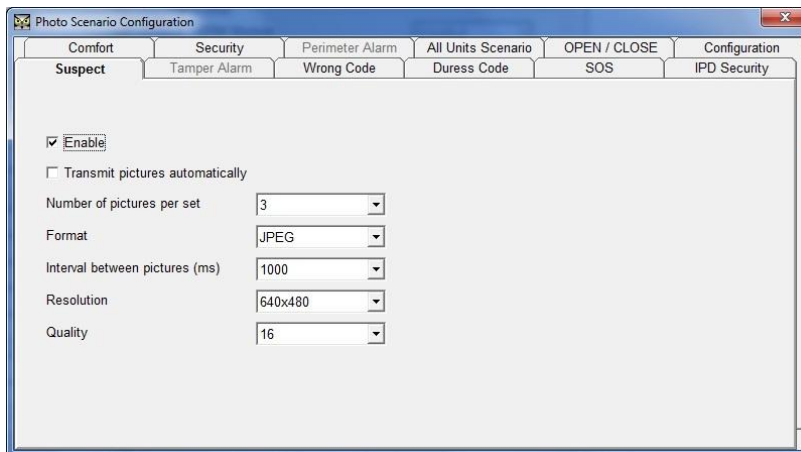 Photo Scenario Configuration
Comfort Security Perimeter Alarm All Units Scenario OPEN / CLOSE Configuration
Suspect Tamper Alarm Wrong Code Duress Code SOS IPD Security
Enable
Transmit pictures automatically
Number of pictures per set 3
Format JPEG
Interval between pictures (ms) 1000
Resolution 640x480
Quality 16